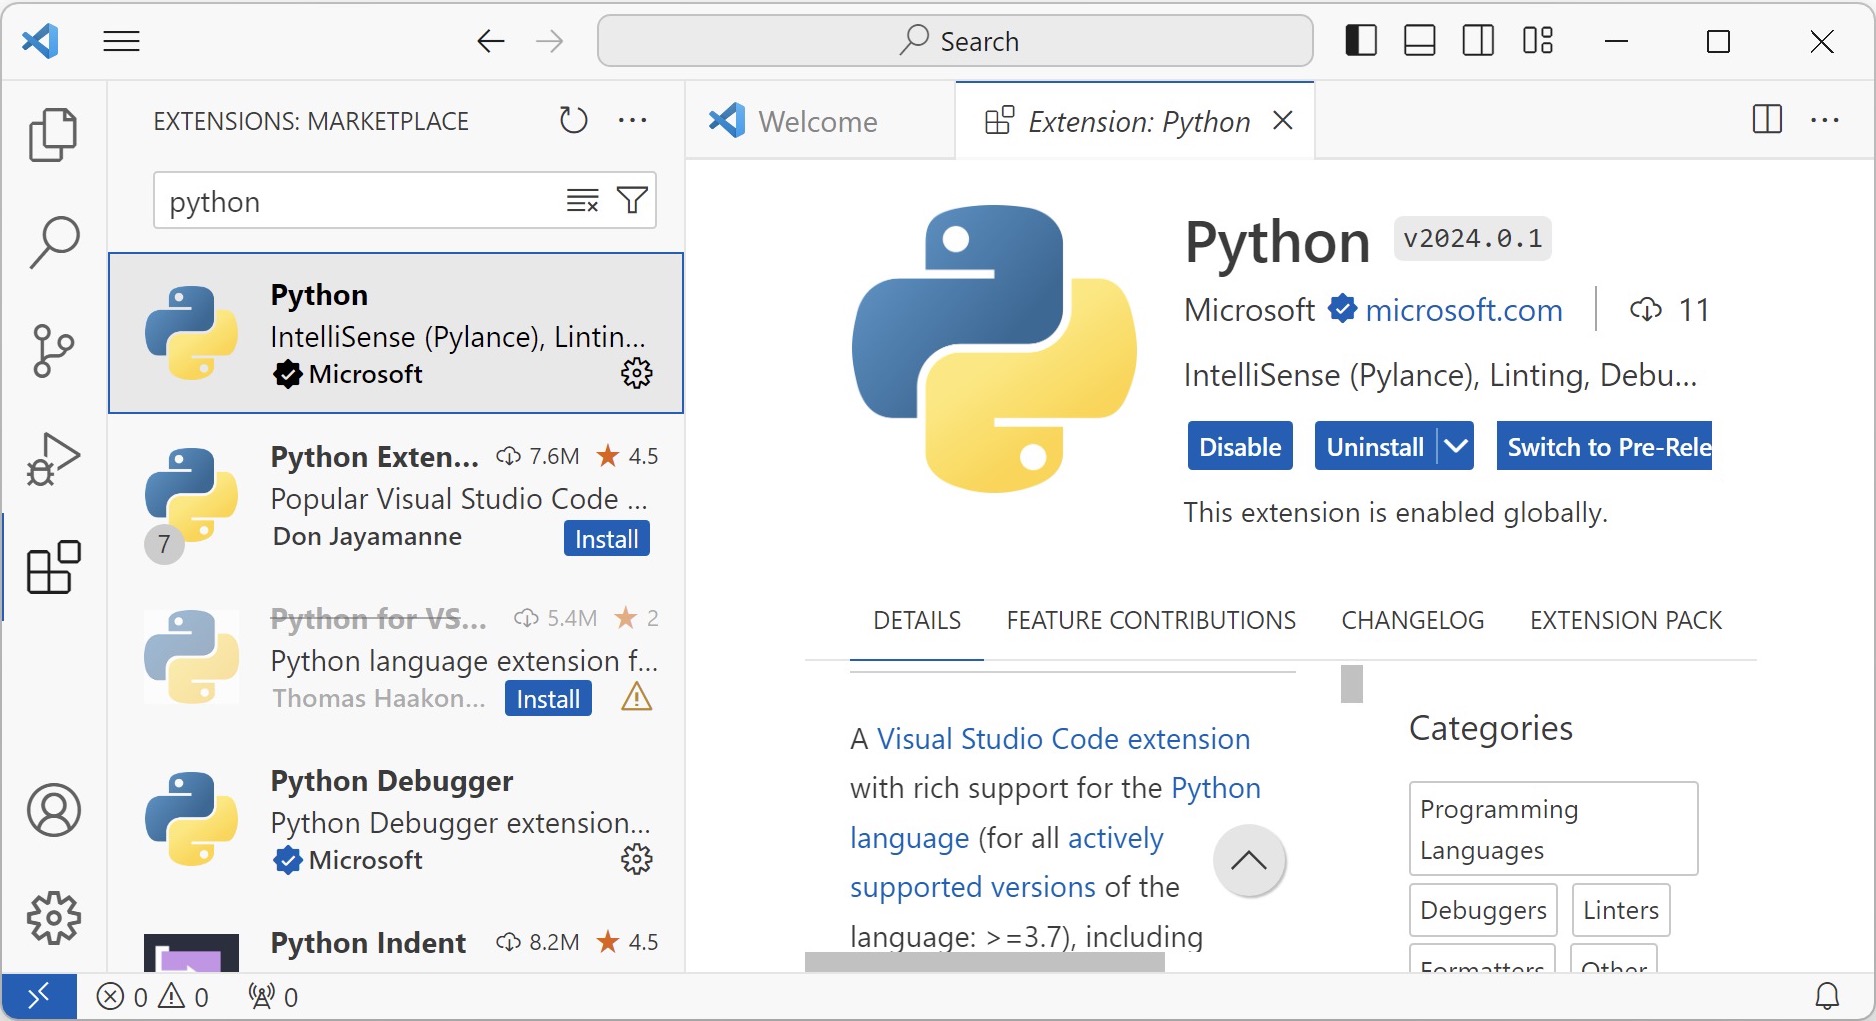 Search
EXTENSIONS: MARKETPLACE
python
Python
IntelliSense (Pylance), Lintin...
Microsoft
Python Exten... 7.6M 4.5
Popular Visual Studio Code ...
Don Jayamanne Install
7
Python for VS... 5.4M 2
Python language extension f...
Thomas Haakon... Install
Python Debugger
Python Debugger extension...
Microsoft
Python Indent 8.2M 4.5
Welcome
Extension: Python
Python v2024.0.1
Microsoft microsoft.com 11
IntelliSense (Pylance), Linting, Debu...
Disable Uninstall Switch to Pre-Rele
This extension is enabled globally.
DETAILS FEATURE CONTRIBUTIONS CHANGELOG EXTENSION PACK
A Visual Studio Code extension
with rich support for the Python
language (for all actively
supported versions of the
language: >=3.7), including
Categories
Programming
Languages
Debuggers Linters
Formatters Other
0 0 0